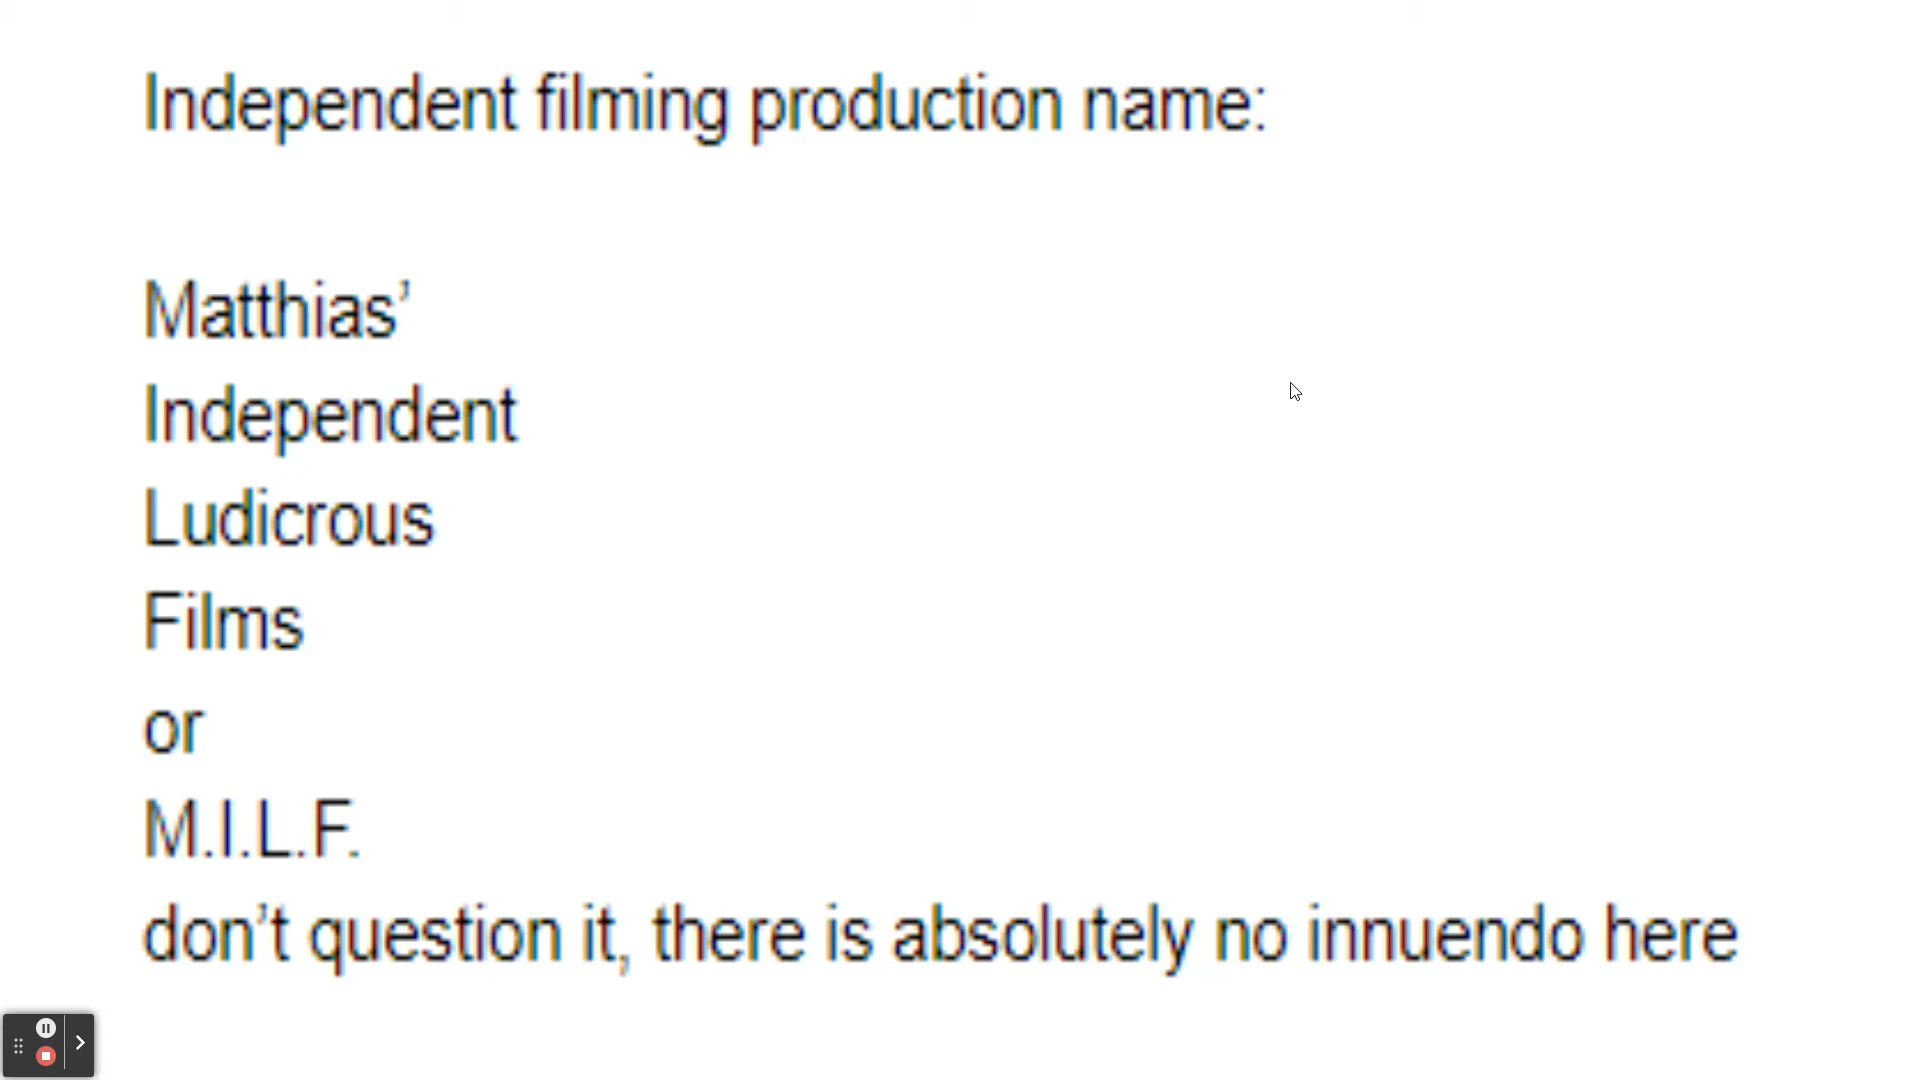 Independent filming production name:
Matthias’
Independent
Ludicrous
Films
or
M.I.L.F.
don’t question it, there is absolutely no innuendo here